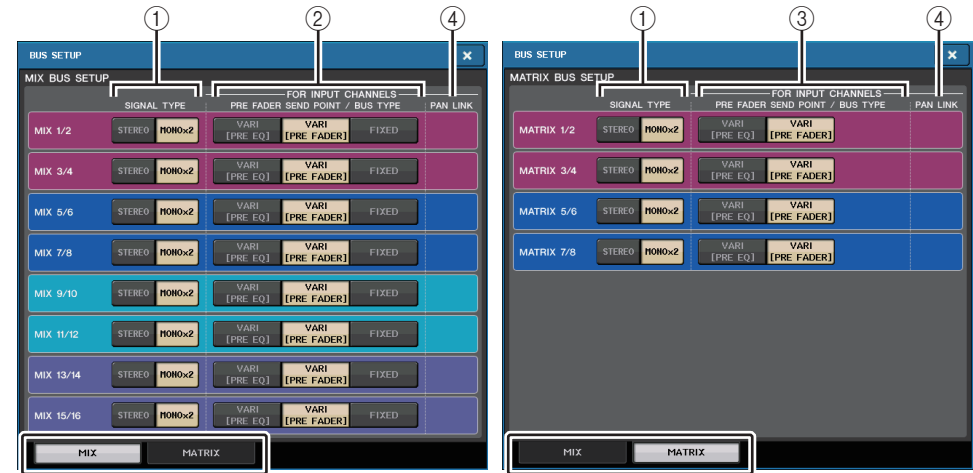 ① ② ④
BUS SETUP ×
MIX BUS SETUP
FOR INPUT CHANNELS
SIGNAL TYPE PRE FADER SEND POINT / BUS TYPE PAN LINK
MIX 1/2 STEREO MONO×2 VARI [PRE EQ] VARI [PRE FADER] FIXED
MIX 3/4 STEREO MONO×2 VARI [PRE EQ] VARI [PRE FADER] FIXED
MIX 5/6 STEREO MONO×2 VARI [PRE EQ] VARI [PRE FADER] FIXED
MIX 7/8 STEREO MONO×2 VARI [PRE EQ] VARI [PRE FADER] FIXED
MIX 9/10 STEREO MONO×2 VARI [PRE EQ] VARI [PRE FADER] FIXED
MIX 11/12 STEREO MONO×2 VARI [PRE EQ] VARI [PRE FADER] FIXED
MIX 13/14 STEREO MONO×2 VARI [PRE EQ] VARI [PRE FADER] FIXED
MIX 15/16 STEREO MONO×2 VARI [PRE EQ] VARI [PRE FADER] FIXED
MIX MATRIX
① ③ ④
BUS SETUP ×
MATRIX BUS SETUP
FOR INPUT CHANNELS
SIGNAL TYPE PRE FADER SEND POINT / BUS TYPE PAN LINK
MATRIX 1/2 STEREO MONO×2 VARI [PRE EQ] VARI [PRE FADER]
MATRIX 3/4 STEREO MONO×2 VARI [PRE EQ] VARI [PRE FADER]
MATRIX 5/6 STEREO MONO×2 VARI [PRE EQ] VARI [PRE FADER]
MATRIX 7/8 STEREO MONO×2 VARI [PRE EQ] VARI [PRE FADER]
MIX MATRIX